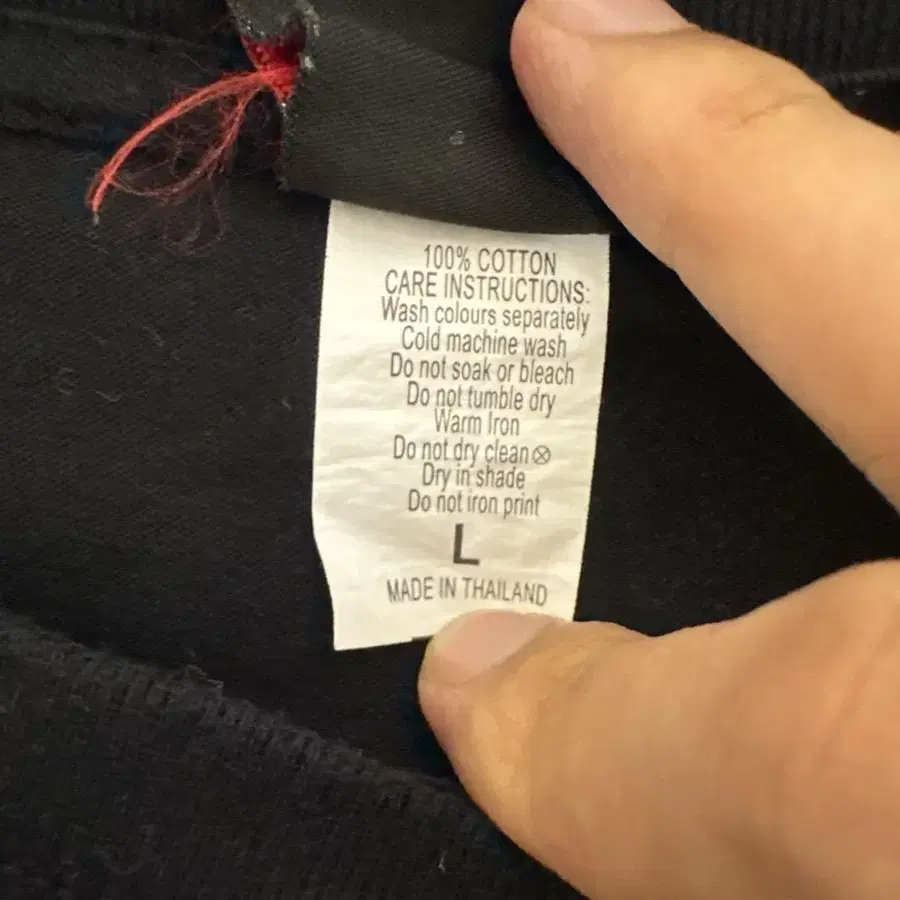 100% COTTON
CARE INSTRUCTIONS:
Wash colours separately
Cold machine wash
Do not soak or bleach
Do not tumble dry
Warm Iron
Do not dry clean⊗
Dry in shade
Do not iron print
L
MADE IN THAILAND